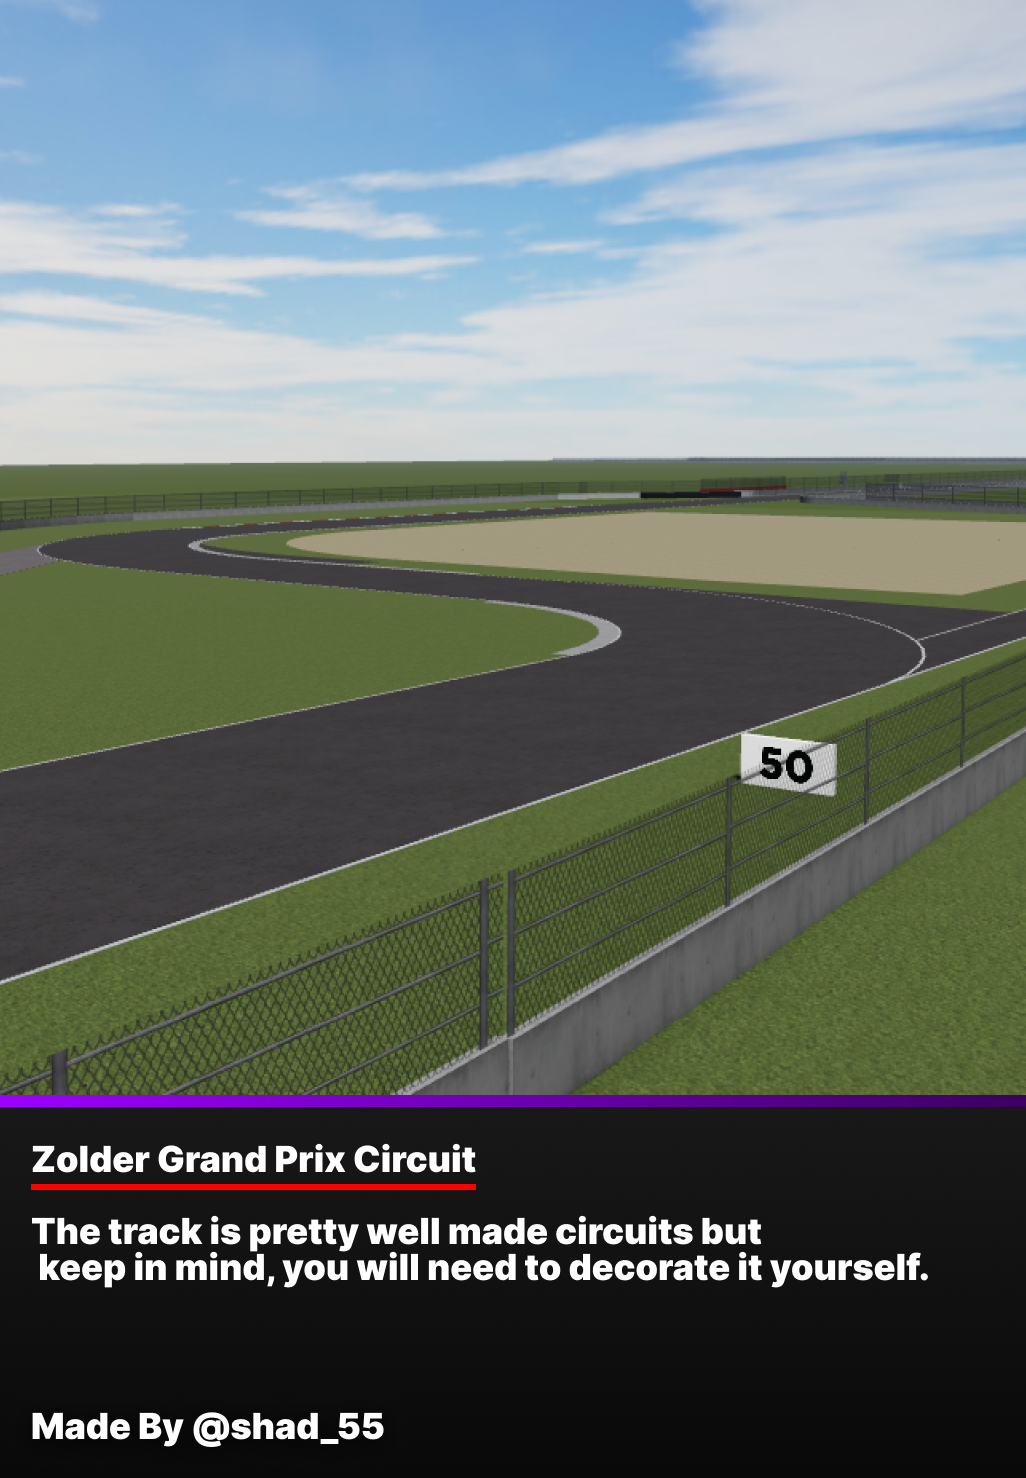 50
Zolder Grand Prix Circuit
The track is pretty well made circuits but
keep in mind, you will need to decorate it yourself.
Made By @shad_55